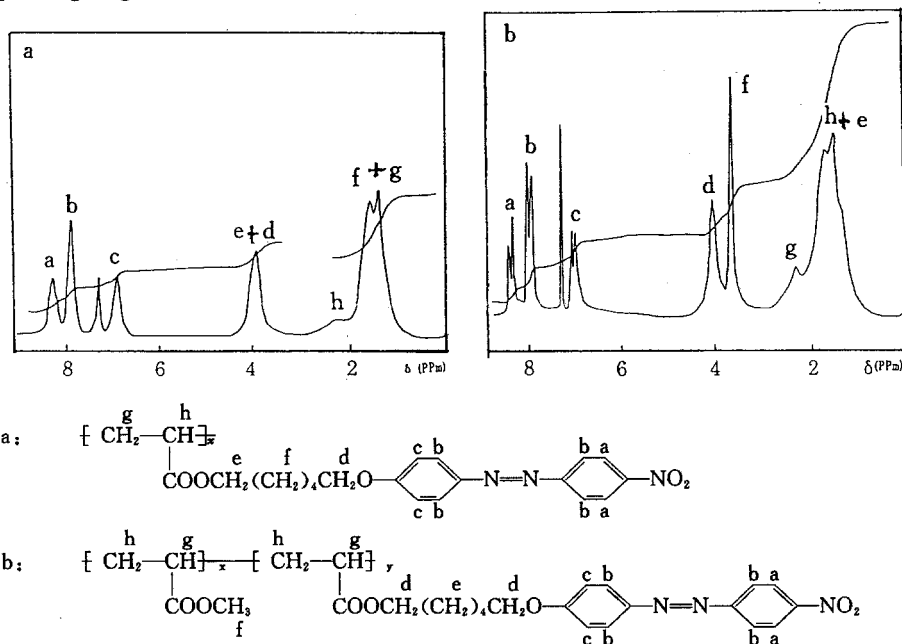 a
b
a
b
c
e+d
h
f+g
8
6
4
2
δ (PPm)
a
b
c
d
f
g
h+e
8
6
4
2
δ(PPm)
a:
g h
[ CH₂—CH ]ₓ
e f d c b b a
COOCH₂(CH₂)₄CH₂O N=N NO₂
c b b a
b:
h g h g
[ CH₂—CH ]ₓ [ CH₂—CH ]ᵧ
d e d c b b a
COOCH₃ COOCH₂(CH₂)₄CH₂O N=N NO₂
f c b b a